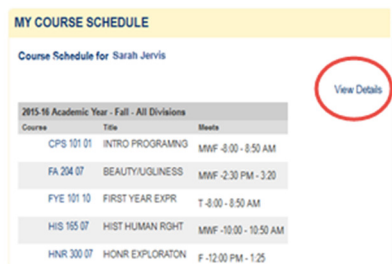 MY COURSE SCHEDULE
Course Schedule for Sarah Jervis
View Details
2015-16 Academic Year - Fall - All Divisions
Course Title Meets
CPS 101 01 INTRO PROGRAMNG MWF -8:00 - 8:50 AM
FA 204 07 BEAUTY/UGLINESS MWF -2:30 PM - 3:20
FYE 101 10 FIRST YEAR EXPR T -8:00 - 8:50 AM
HIS 165 07 HIST HUMAN RGHT MWF -10:00 - 10:50 AM
HNR 300 07 HONR EXPLORATON F -12:00 PM - 1:25